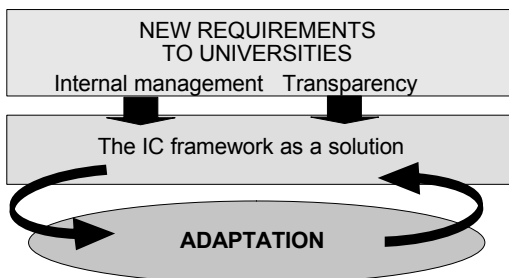 NEW REQUIREMENTS
TO UNIVERSITIES
Internal management Transparency
The IC framework as a solution
ADAPTATION